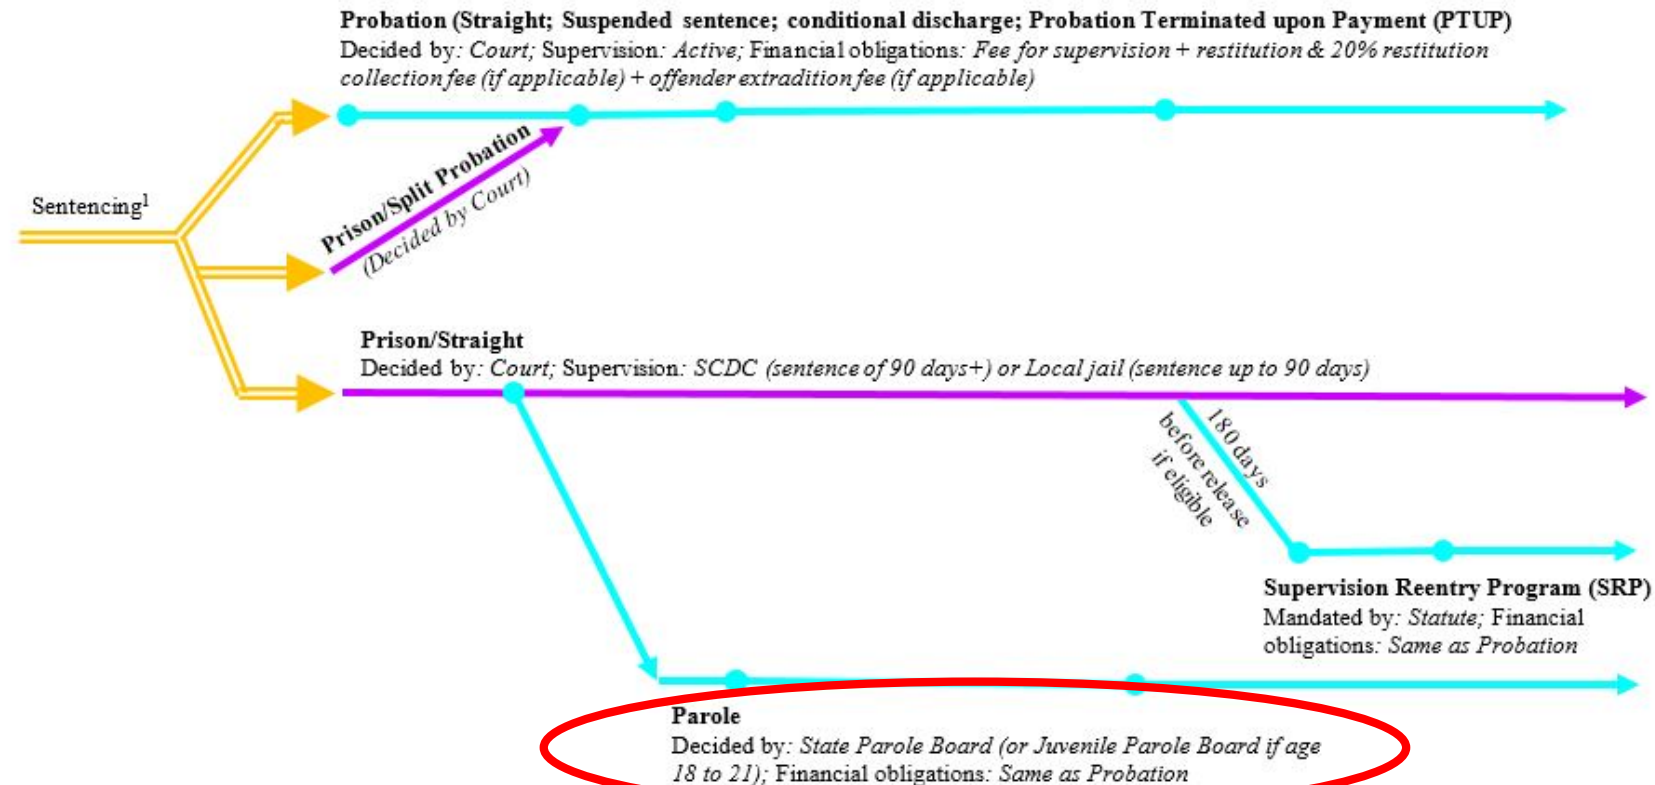 Probation (Straight; Suspended sentence; conditional discharge; Probation Terminated upon Payment (PTUP)
Decided by: Court; Supervision: Active; Financial obligations: Fee for supervision + restitution & 20% restitution
collection fee (if applicable) + offender extradition fee (if applicable)
Sentencing¹
Prison/Split Probation
(Decided by Court)
Prison/Straight
Decided by: Court; Supervision: SCDC (sentence of 90 days+) or Local jail (sentence up to 90 days)
180 days
before release
if eligible
Supervision Reentry Program (SRP)
Mandated by: Statute; Financial
obligations: Same as Probation
Parole
Decided by: State Parole Board (or Juvenile Parole Board if age
18 to 21); Financial obligations: Same as Probation